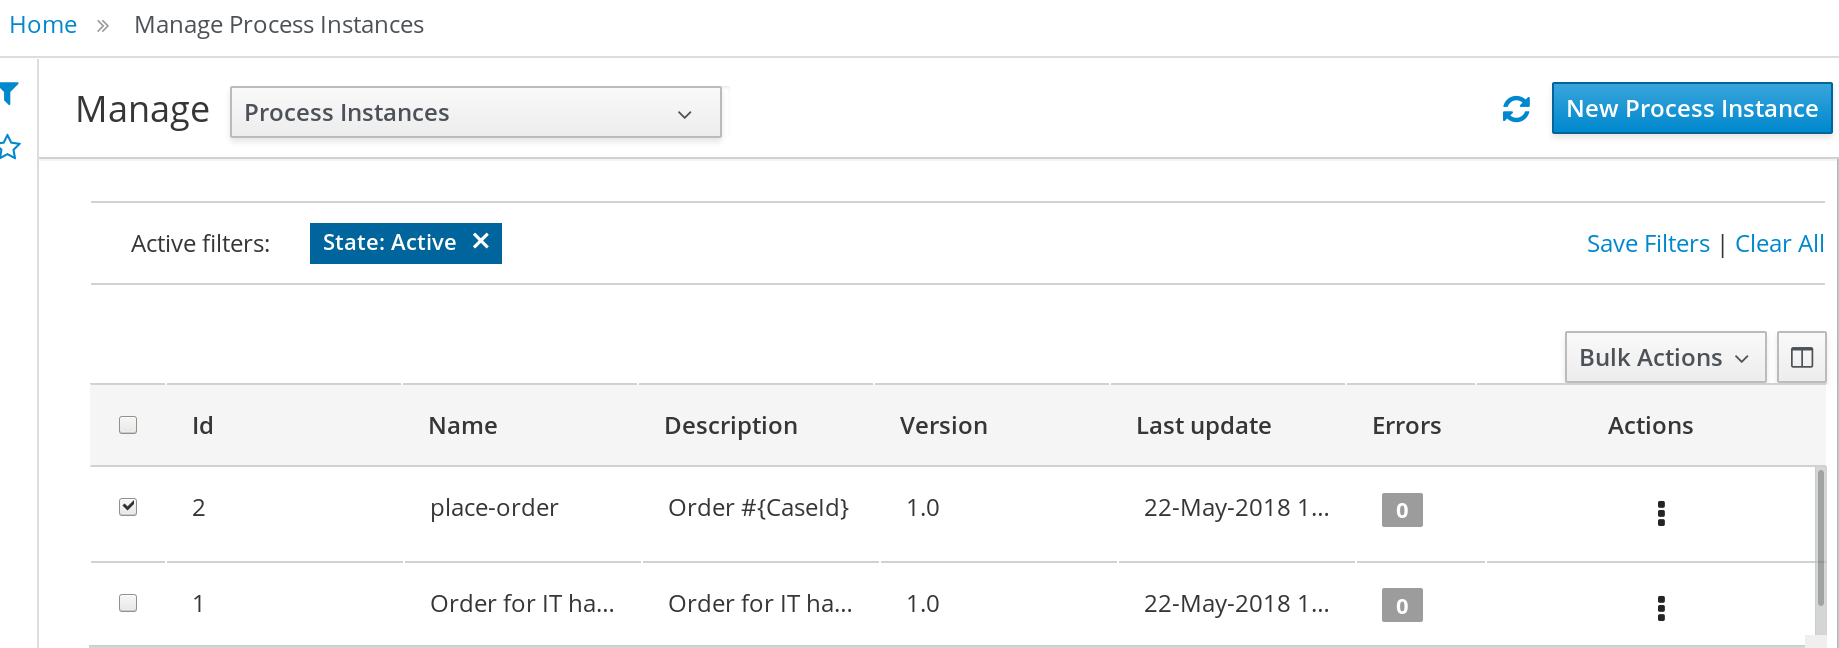 Home » Manage Process Instances
Manage Process Instances New Process Instance
Active filters: State: Active ✕ Save Filters | Clear All
Bulk Actions
Id Name Description Version Last update Errors Actions
2 place-order Order #{CaseId} 1.0 22-May-2018 1... 0
1 Order for IT ha... Order for IT ha... 1.0 22-May-2018 1... 0